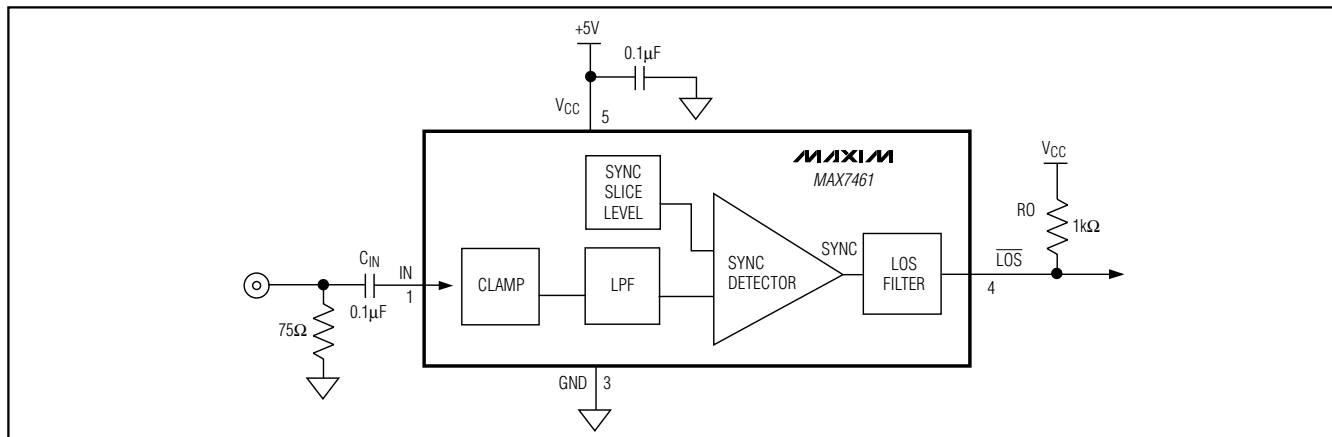 +5V
0.1μF
VCC
5
MAXIM
MAX7461
SYNC
SLICE
LEVEL
VCC
RO
1kΩ
CIN
IN
1
0.1μF
75Ω
CLAMP
LPF
SYNC
DETECTOR
SYNC
LOS
FILTER
LOS
4
GND
3